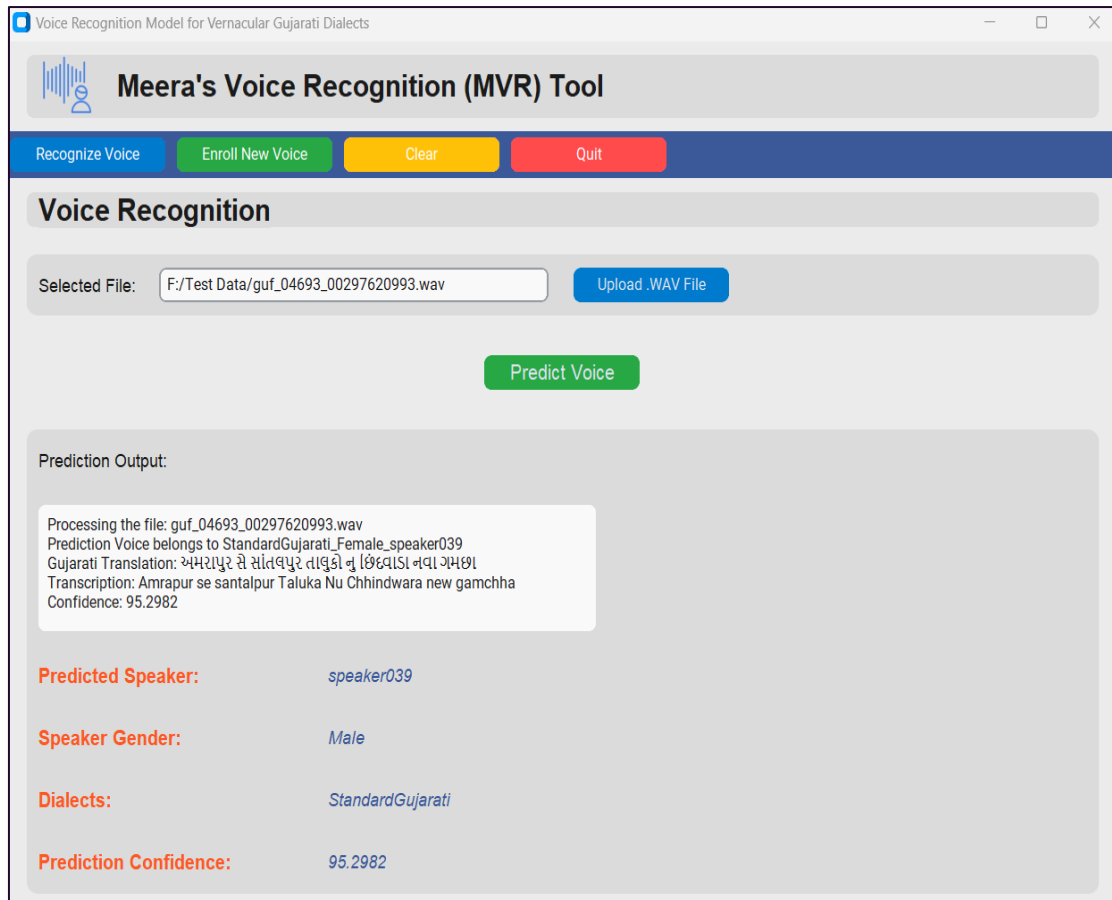 Voice Recognition Model for Vernacular Gujarati Dialects
Meera's Voice Recognition (MVR) Tool
Recognize Voice Enroll New Voice Clear Quit
Voice Recognition
Selected File: F:/Test Data/guf_04693_00297620993.wav Upload .WAV File
Predict Voice
Prediction Output:
Processing the file: guf_04693_00297620993.wav
Prediction Voice belongs to StandardGujarati_Female_speaker039
Gujarati Translation: અમરાપુર સે સાંતલપુર તાલુકો નુ છિંદવાડા નવા ગમછા
Transcription: Amrapur se santalpur Taluka Nu Chhindwara new gamchha
Confidence: 95.2982
Predicted Speaker: speaker039
Speaker Gender: Male
Dialects: StandardGujarati
Prediction Confidence: 95.2982